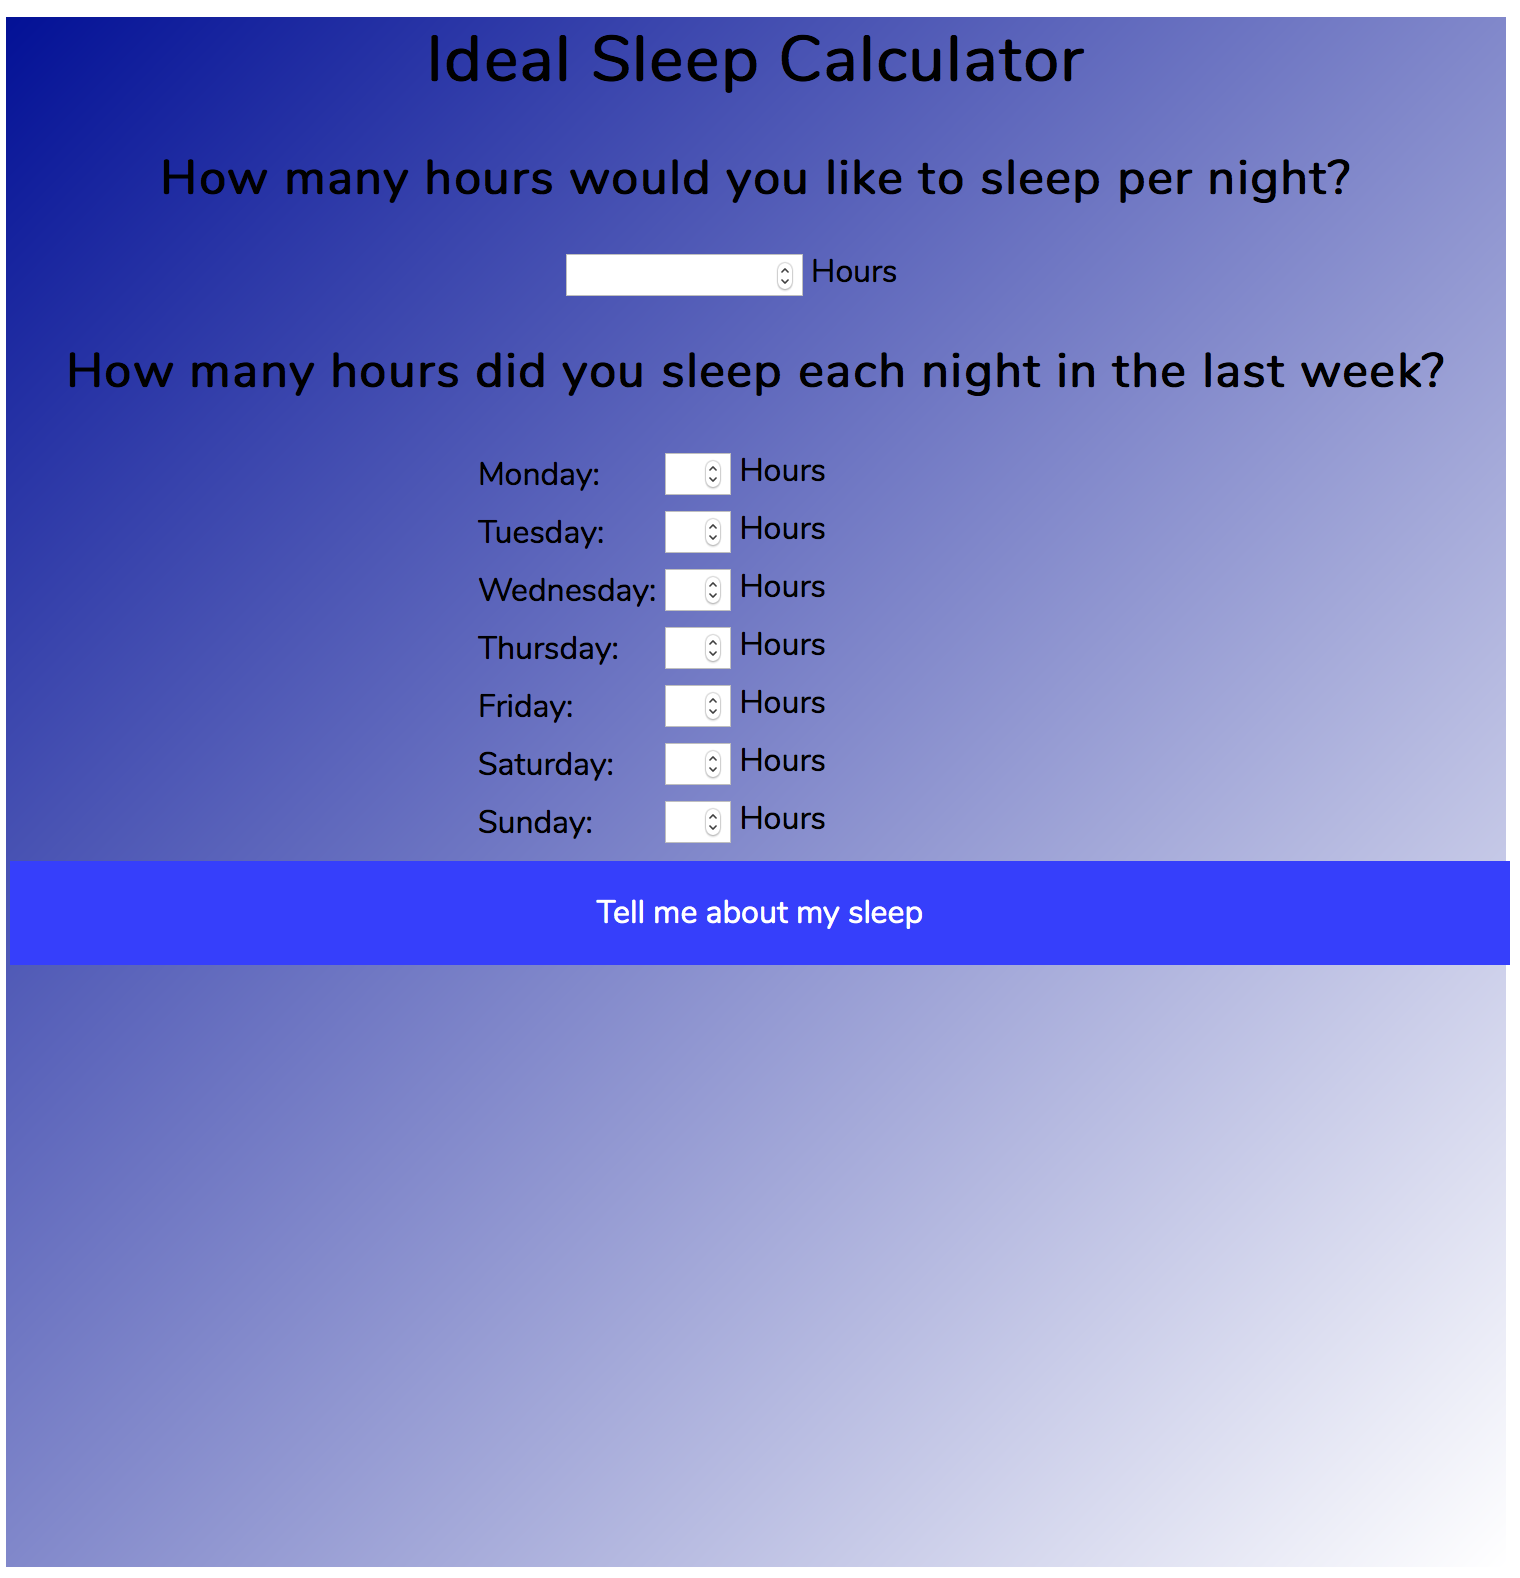 Ideal Sleep Calculator
How many hours would you like to sleep per night?
Hours
How many hours did you sleep each night in the last week?
Monday: Hours
Tuesday: Hours
Wednesday: Hours
Thursday: Hours
Friday: Hours
Saturday: Hours
Sunday: Hours
Tell me about my sleep